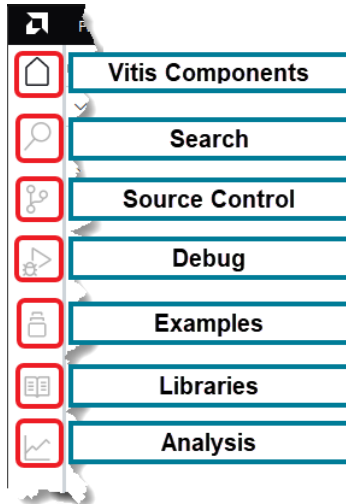 Vitis Components
Search
Source Control
Debug
Examples
Libraries
Analysis